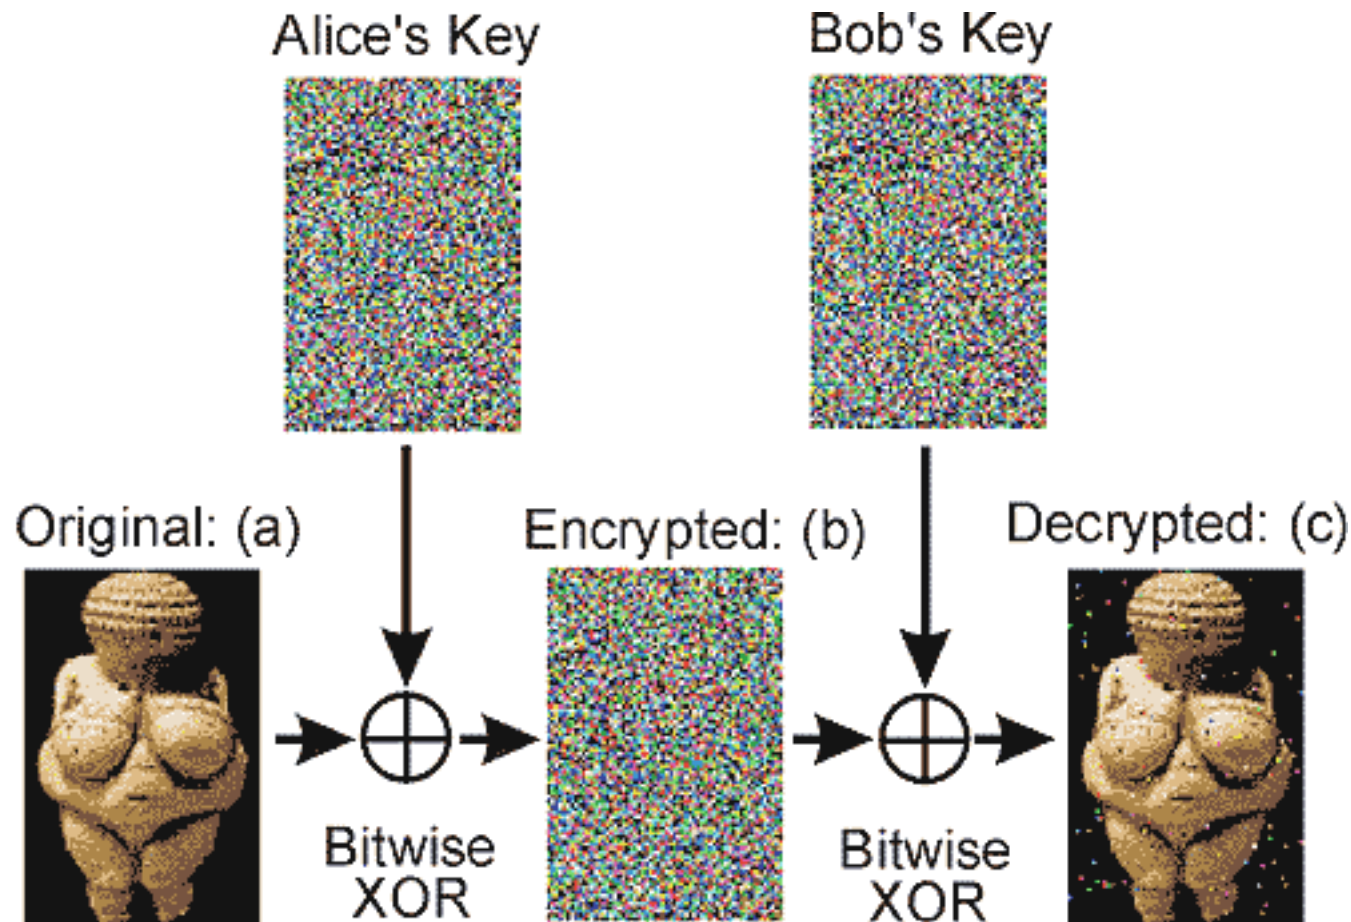 Alice's Key
Bob's Key
Original: (a)
Encrypted: (b)
Decrypted: (c)
Bitwise
XOR
Bitwise
XOR